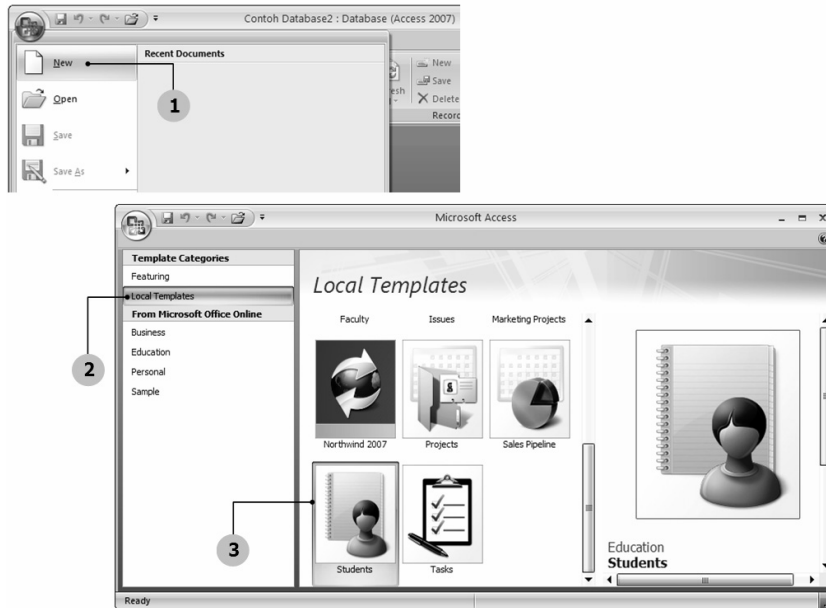 Contoh Database2 : Database (Access 2007)
New
Recent Documents
Open
Save
Save As
New
Save
Delete
1
Microsoft Access
Template Categories
Featuring
Local Templates
From Microsoft Office Online
Business
Education
Personal
Sample
2
Local Templates
Faculty Issues Marketing Projects
Northwind 2007 Projects Sales Pipeline
Students Tasks
3
Education
Students
Ready